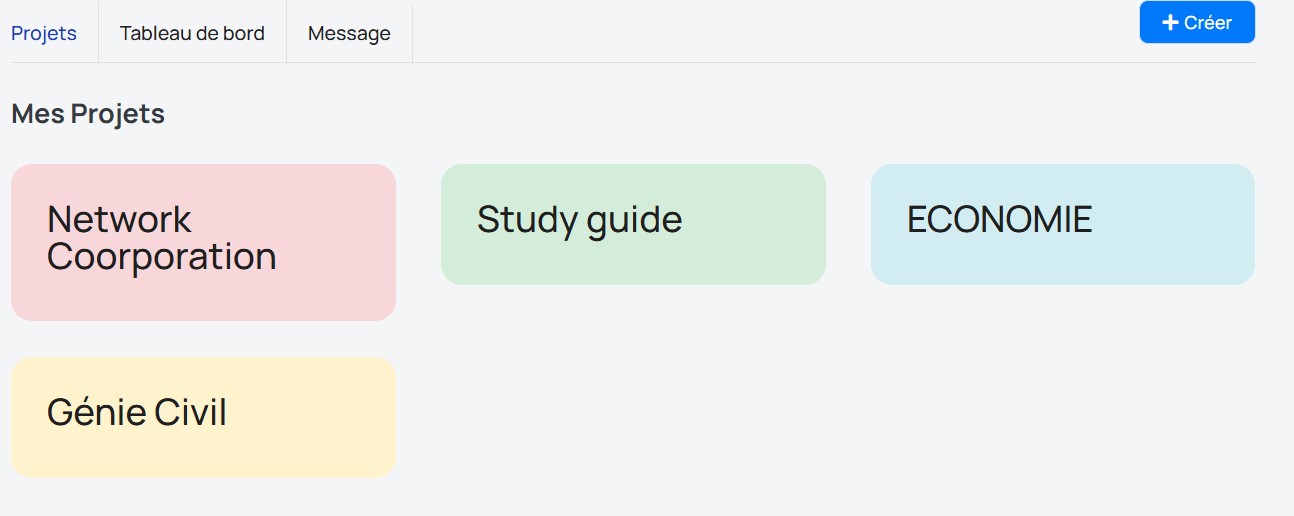 Projets
Tableau de bord
Message
Créer
Mes Projets
Network
Coorporation
Study guide
ECONOMIE
Génie Civil